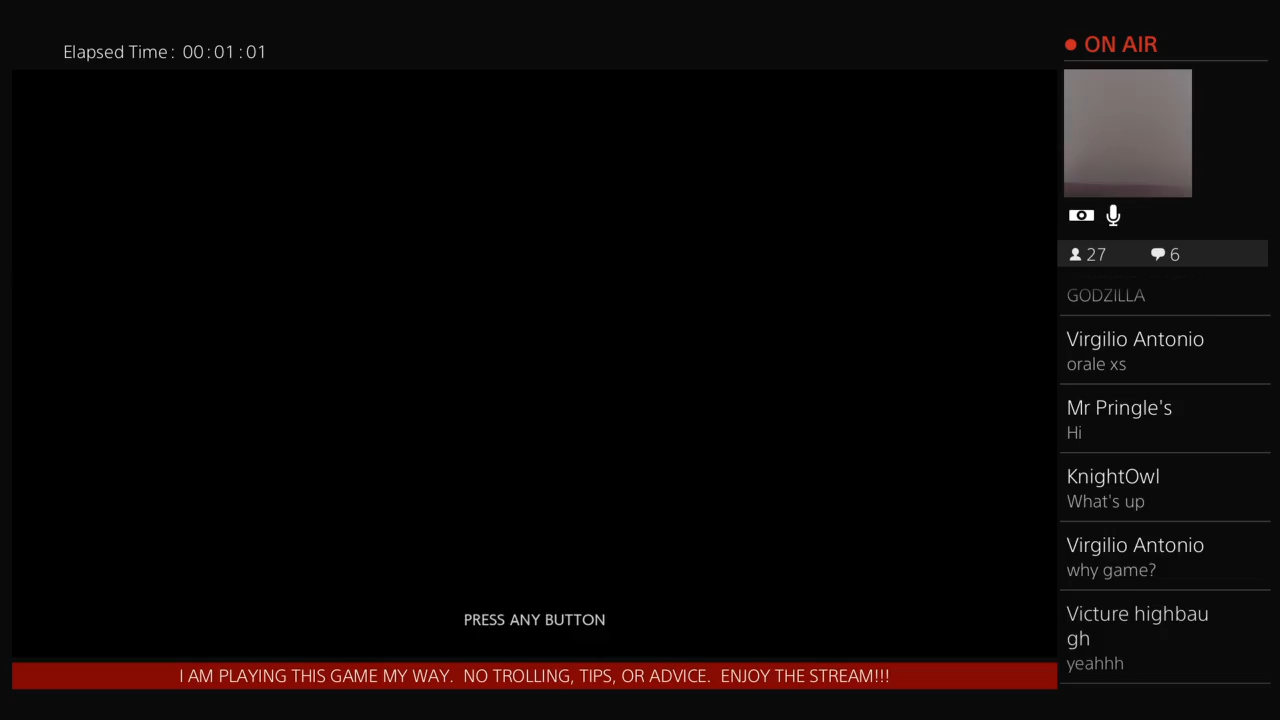 Elapsed Time: 00:01:01
ON AIR
27 6
GODZILLA
Virgilio Antonio
orale xs
Mr Pringle's
Hi
KnightOwl
What's up
Virgilio Antonio
why game?
Victure highbau
gh
yeahhh
PRESS ANY BUTTON
I AM PLAYING THIS GAME MY WAY. NO TROLLING, TIPS, OR ADVICE. ENJOY THE STREAM!!!